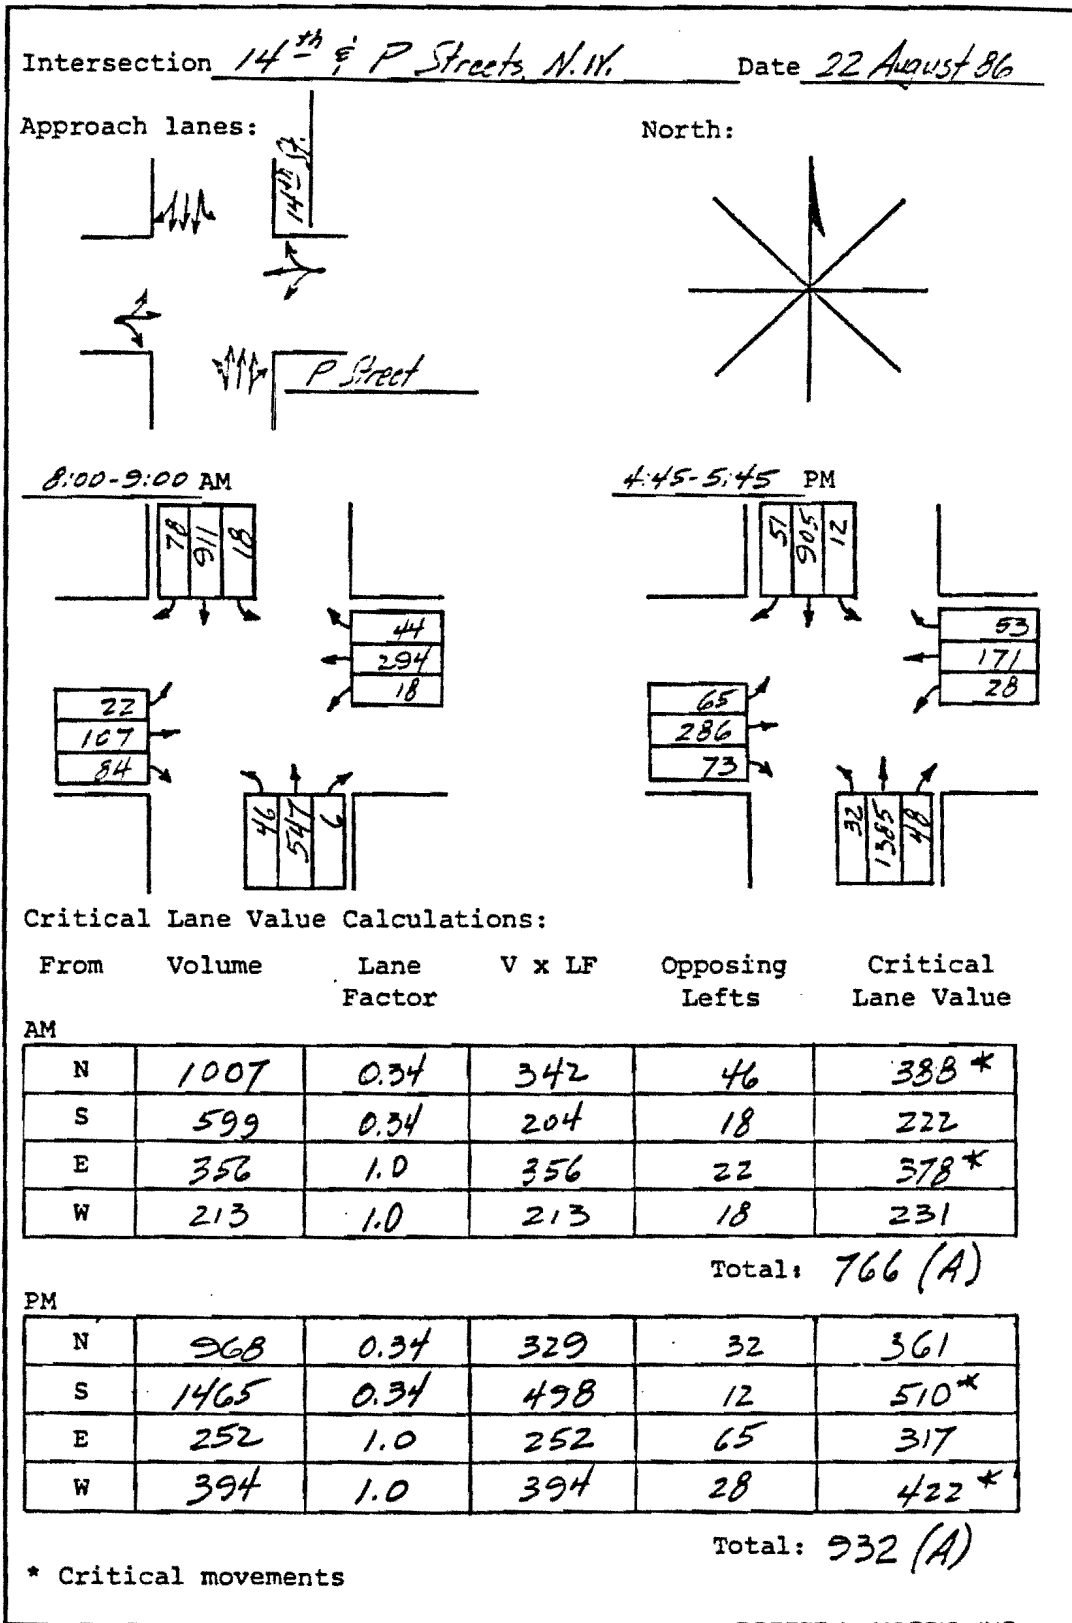 Intersection 14th & P Streets, N.W. Date 22 August 86
Approach lanes: North:
14th St.
P Street
8:00-9:00 AM 4:45-5:45 PM
78 911 18
51 905 12
44
294
18
53
171
28
22
107
84
65
286
73
46 547 6
32 1385 48
Critical Lane Value Calculations:
From Volume Lane Factor V x LF Opposing Lefts Critical Lane Value
AM
N 1007 0.34 342 46 388 *
S 599 0.34 204 18 222
E 356 1.0 356 22 378 *
W 213 1.0 213 18 231
Total: 766 (A)
PM
N 968 0.34 329 32 361
S 1465 0.34 498 12 510 *
E 252 1.0 252 65 317
W 394 1.0 394 28 422 *
Total: 932 (A)
* Critical movements